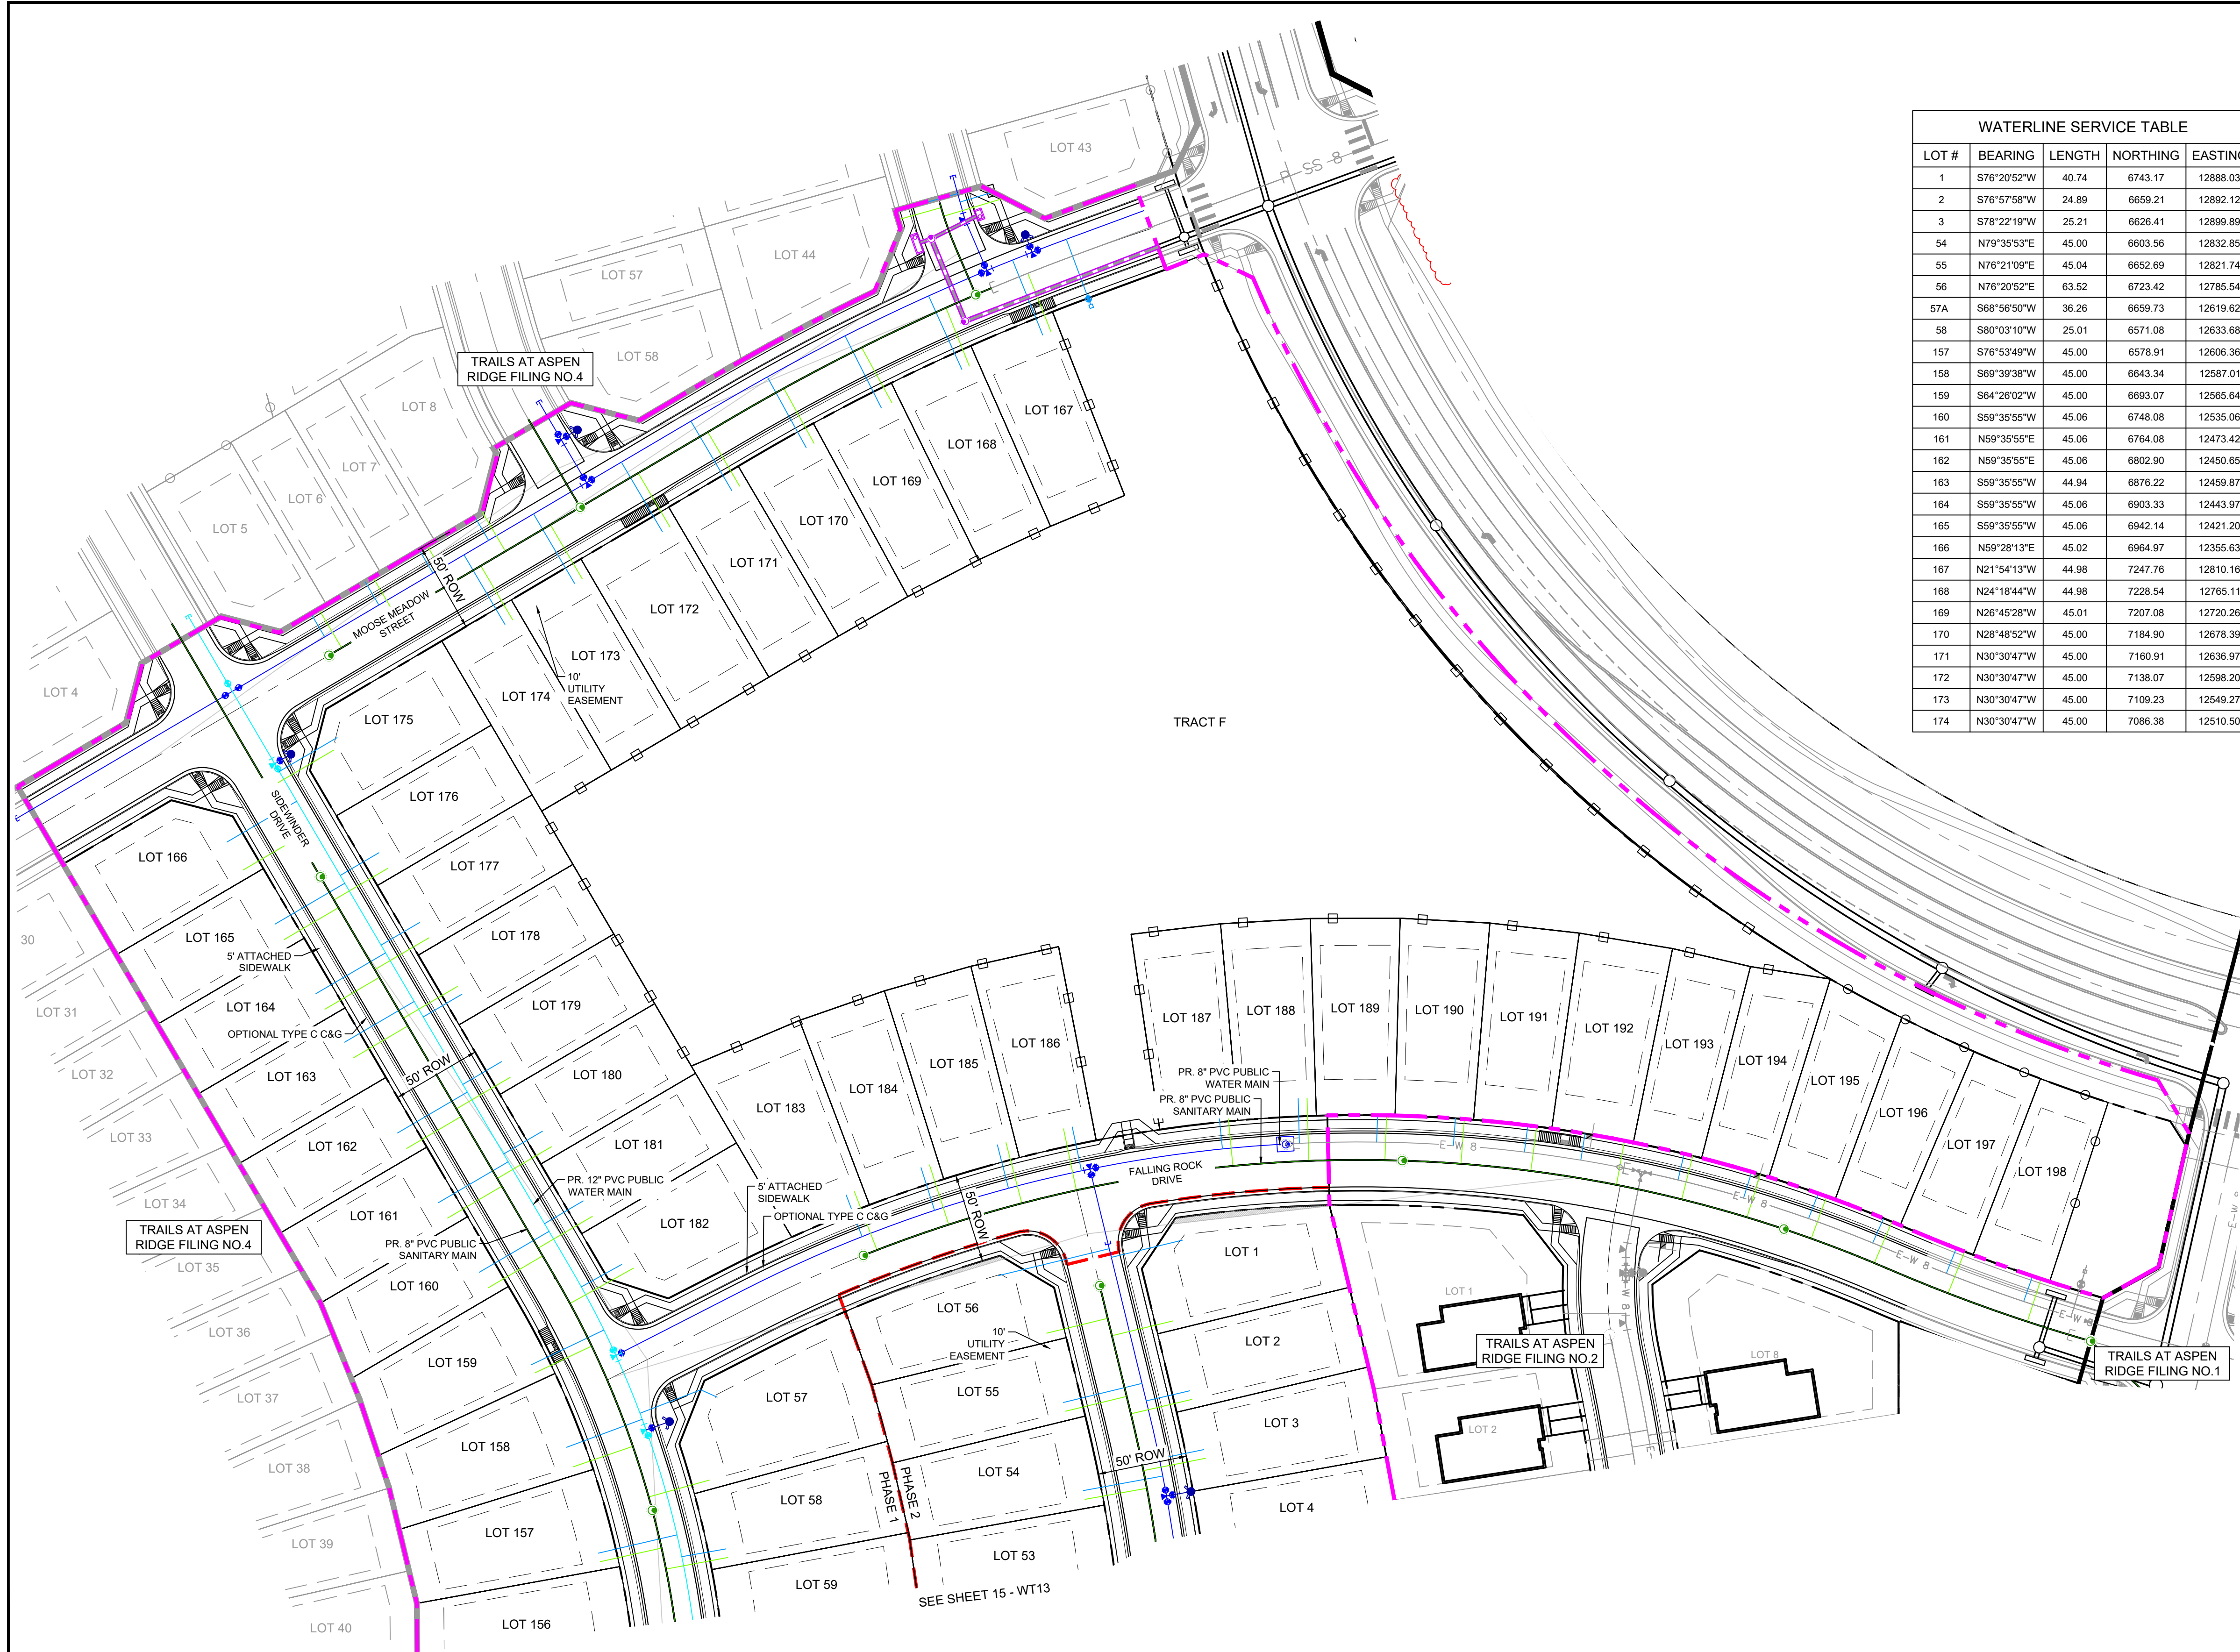 WATERLINE SERVICE TABLE
LOT # BEARING LENGTH NORTHING EASTING
1 S76°20'52"W 40.74 6743.17 12888.03
2 S76°57'58"W 24.89 6659.21 12892.12
3 S78°22'19"W 25.21 6626.41 12899.89
54 N79°35'53"E 45.00 6603.56 12832.85
55 N76°21'09"E 45.04 6652.69 12821.74
56 N76°20'52"E 63.52 6723.42 12785.54
57A S68°56'50"W 36.26 6659.73 12619.62
58 S80°03'10"W 25.01 6571.08 12633.68
157 S76°53'49"W 45.00 6578.91 12606.36
158 S69°39'38"W 45.00 6643.34 12587.01
159 S64°26'02"W 45.00 6693.07 12565.64
160 S59°35'55"W 45.06 6748.08 12535.06
161 N59°35'55"E 45.06 6764.08 12473.42
162 N59°35'55"E 45.06 6802.90 12450.65
163 S59°35'55"W 44.94 6876.22 12459.87
164 S59°35'55"W 45.06 6903.33 12443.97
165 S59°35'55"W 45.06 6942.14 12421.20
166 N59°28'13"E 45.02 6964.97 12355.63
167 N21°54'13"W 44.98 7247.76 12810.16
168 N24°18'44"W 44.98 7228.54 12765.11
169 N26°45'28"W 45.01 7207.08 12720.26
170 N28°48'52"W 45.00 7184.90 12678.39
171 N30°30'47"W 45.00 7160.91 12636.97
172 N30°30'47"W 45.00 7138.07 12598.20
173 N30°30'47"W 45.00 7109.23 12549.27
174 N30°30'47"W 45.00 7086.38 12510.50
LOT 43
P SS 8
LOT 44
LOT 57
LOT 58
TRAILS AT ASPEN
RIDGE FILING NO.4
LOT 8
LOT 7
LOT 6
LOT 5
LOT 4
LOT 167
LOT 168
LOT 169
LOT 170
LOT 171
LOT 172
LOT 173
LOT 174
10'
UTILITY
EASEMENT
50' ROW
MOOSE MEADOW
STREET
TRACT F
LOT 175
LOT 176
LOT 177
LOT 178
LOT 179
LOT 180
LOT 181
LOT 182
SIDEWINDER
DRIVE
LOT 166
LOT 165
5' ATTACHED
SIDEWALK
LOT 164
OPTIONAL TYPE C C&G
LOT 163
50' ROW
LOT 162
LOT 161
LOT 160
LOT 159
LOT 158
LOT 157
LOT 156
30
LOT 31
LOT 32
LOT 33
LOT 34
TRAILS AT ASPEN
RIDGE FILING NO.4
LOT 35
LOT 36
LOT 37
LOT 38
LOT 39
LOT 40
PR. 12" PVC PUBLIC
WATER MAIN
PR. 8" PVC PUBLIC
SANITARY MAIN
LOT 183
LOT 184
LOT 185
LOT 186
LOT 187
LOT 188
LOT 189
LOT 190
LOT 191
LOT 192
LOT 193
LOT 194
LOT 195
LOT 196
LOT 197
LOT 198
PR. 8" PVC PUBLIC
WATER MAIN
PR. 8" PVC PUBLIC
SANITARY MAIN
FALLING ROCK
DRIVE
5' ATTACHED
SIDEWALK
OPTIONAL TYPE C C&G
50' ROW
E-W 8
E-W 8
E-W 8
E-W 8
E-W 8
E-W 8
E-W
LOT 1
LOT 2
LOT 3
LOT 4
LOT 56
10'
UTILITY
EASEMENT
LOT 55
LOT 54
LOT 53
LOT 57
LOT 58
LOT 59
PHASE 2
PHASE 1
50' ROW
SEE SHEET 15 - WT13
LOT 1
LOT 2
TRAILS AT ASPEN
RIDGE FILING NO.2
LOT 8
TRAILS AT ASPEN
RIDGE FILING NO.1